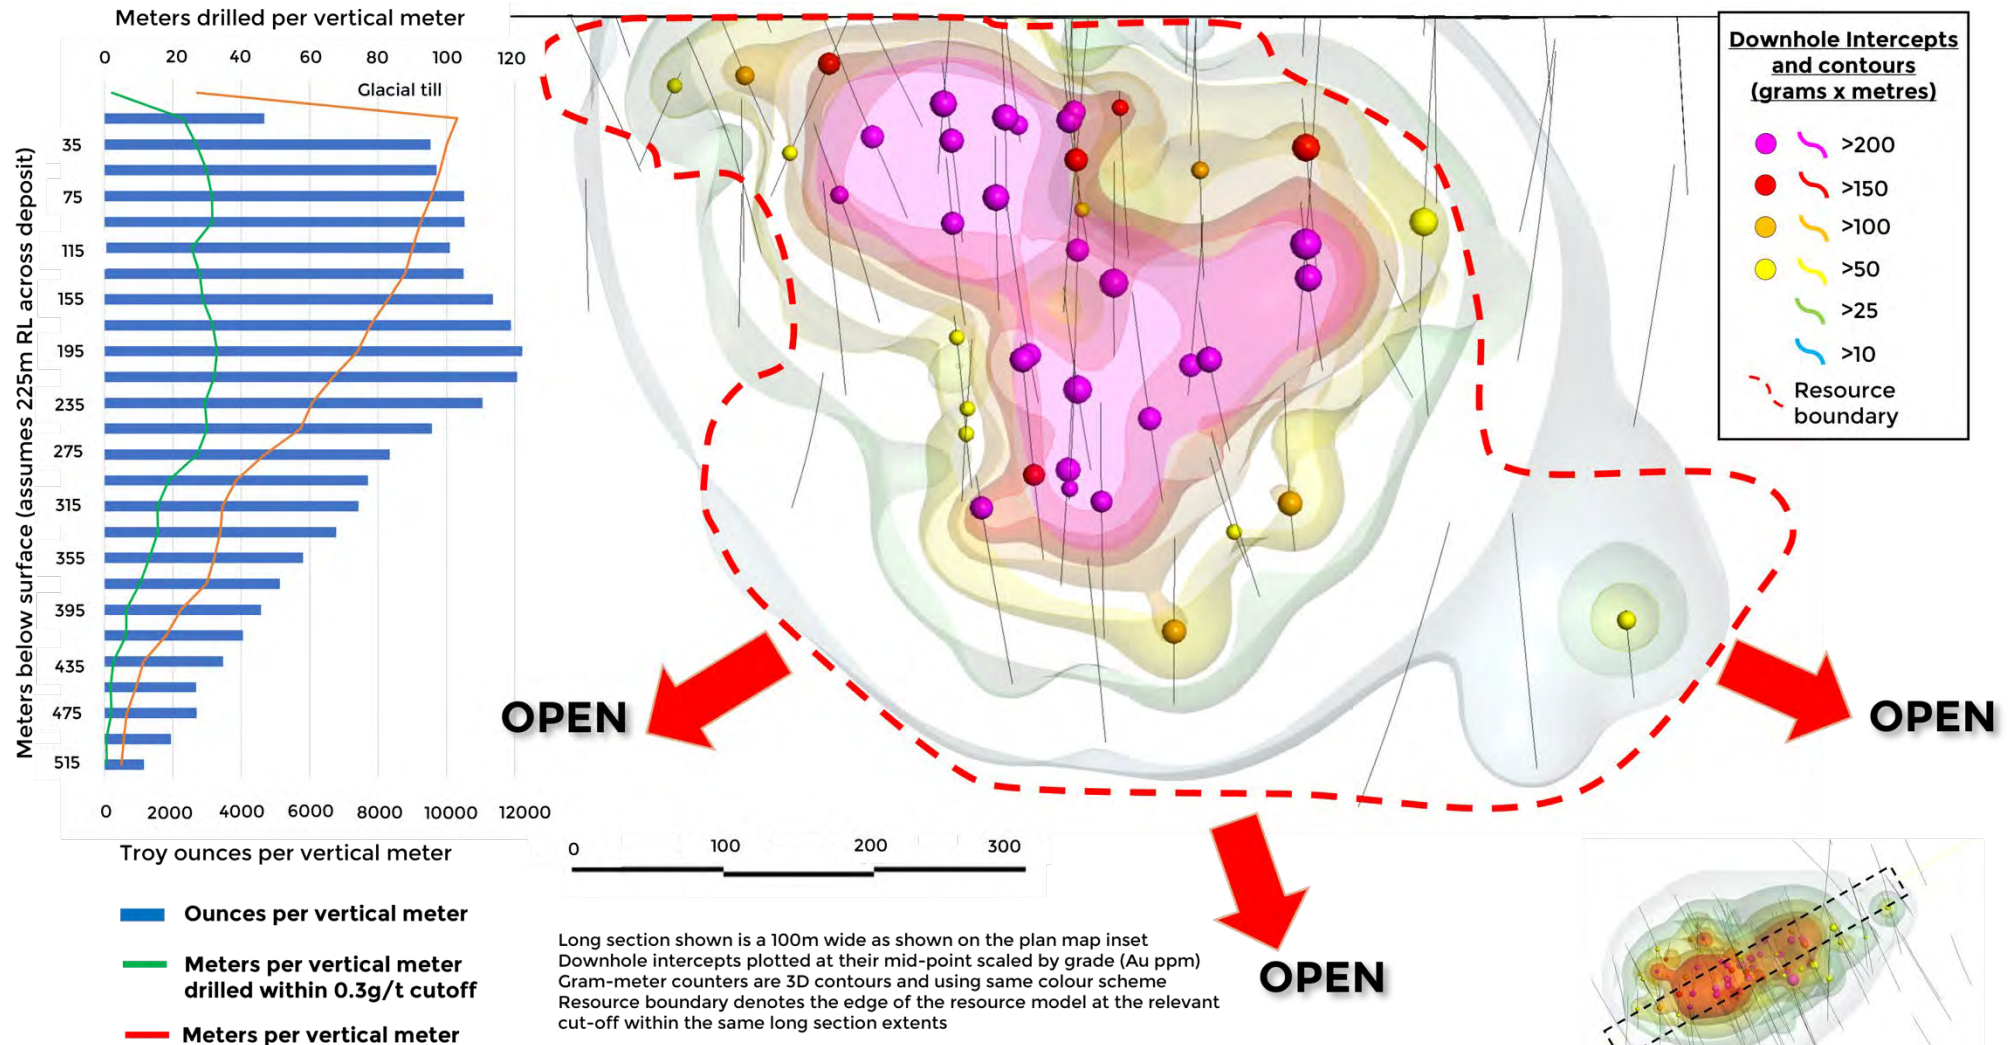 Meters drilled per vertical meter
0 20 40 60 80 100 120
Glacial till
Meters below surface (assumes 225m RL across deposit)
35
75
115
155
195
235
275
315
355
395
435
475
515
0 2000 4000 6000 8000 10000 12000
Troy ounces per vertical meter
Ounces per vertical meter
Meters per vertical meter
drilled within 0.3g/t cutoff
Meters per vertical meter
Downhole Intercepts
and contours
(grams x metres)
>200
>150
>100
>50
>25
>10
Resource
boundary
OPEN
OPEN
OPEN
0 100 200 300
Long section shown is a 100m wide as shown on the plan map inset
Downhole intercepts plotted at their mid-point scaled by grade (Au ppm)
Gram-meter counters are 3D contours and using same colour scheme
Resource boundary denotes the edge of the resource model at the relevant
cut-off within the same long section extents